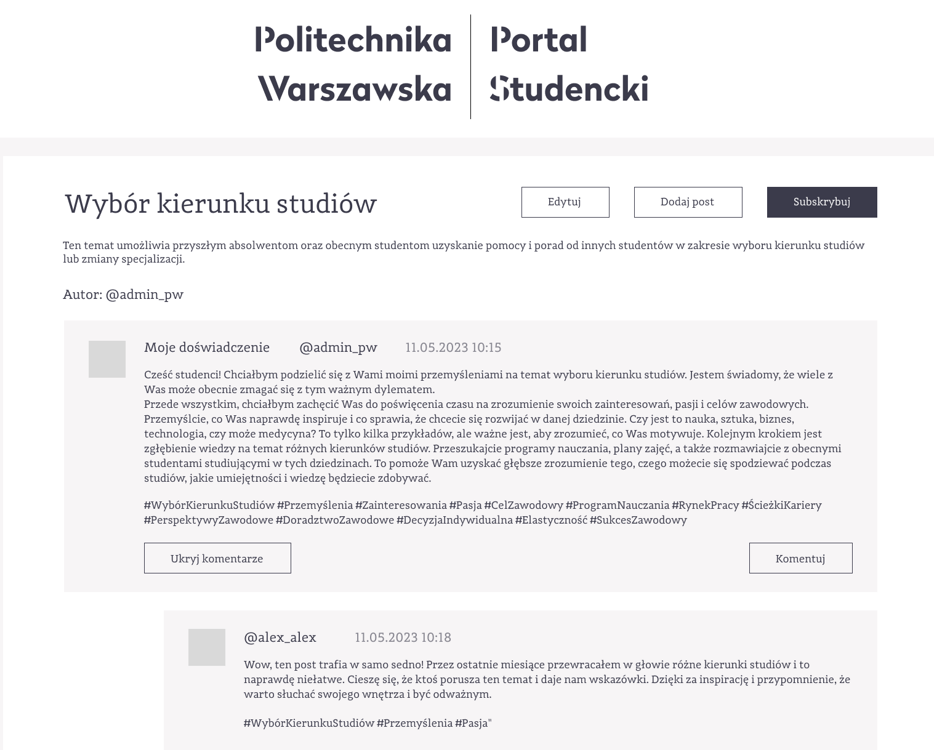 Politechnika
Warszawska
Portal
Studencki
Wybór kierunku studiów
Edytuj
Dodaj post
Subskrybuj
Ten temat umożliwia przyszłym absolwentom oraz obecnym studentom uzyskanie pomocy i porad od innych studentów w zakresie wyboru kierunku studiów
lub zmiany specjalizacji.
Autor: @admin_pw
Moje doświadczenie @admin_pw 11.05.2023 10:15
Cześć studenci! Chciałbym podzielić się z Wami moimi przemyśleniami na temat wyboru kierunku studiów. Jestem świadomy, że wiele z
Was może obecnie zmagać się z tym ważnym dylematem.
Przede wszystkim, chciałbym zachęcić Was do poświęcenia czasu na zrozumienie swoich zainteresowań, pasji i celów zawodowych.
Przemyślcie, co Was naprawdę inspiruje i co sprawia, że chcecie się rozwijać w danej dziedzinie. Czy jest to nauka, sztuka, biznes,
technologia, czy może medycyna? To tylko kilka przykładów, ale ważne jest, aby zrozumieć, co Was motywuje. Kolejnym krokiem jest
zgłębienie wiedzy na temat różnych kierunków studiów. Przeszukajcie programy nauczania, plany zajęć, a także rozmawiajcie z obecnymi
studentami studiującymi w tych dziedzinach. To pomoże Wam uzyskać głębsze zrozumienie tego, czego możecie się spodziewać podczas
studiów, jakie umiejętności i wiedzę będziecie zdobywać.
#WybórKierunkuStudiów #Przemyślenia #Zainteresowania #Pasja #CelZawodowy #ProgramNauczania #RynekPracy #ŚcieżkiKariery
#PerspektywyZawodowe #DoradztwoZawodowe #DecyzjaIndywidualna #Elastyczność #SukcesZawodowy
Ukryj komentarze
Komentuj
@alex_alex 11.05.2023 10:18
Wow, ten post trafia w samo sedno! Przez ostatnie miesiące przewracałem w głowie różne kierunki studiów i to
naprawdę niełatwe. Cieszę się, że ktoś porusza ten temat i daje nam wskazówki. Dzięki za inspirację i przypomnienie, że
warto słuchać swojego wnętrza i być odważnym.
#WybórKierunkuStudiów #Przemyślenia #Pasja"